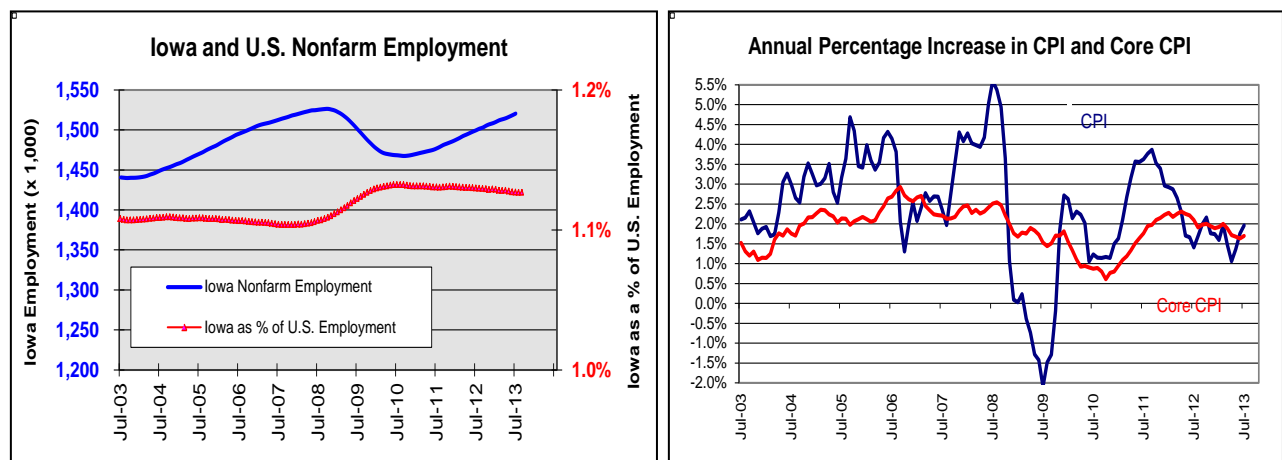 Iowa and U.S. Nonfarm Employment
Iowa Employment (x 1,000)
1,550
1,500
1,450
1,400
1,350
1,300
1,250
1,200
1.2%
1.1%
1.0%
Iowa as a % of U.S. Employment
Iowa Nonfarm Employment
Iowa as % of U.S. Employment
Jul-03
Jul-04
Jul-05
Jul-06
Jul-07
Jul-08
Jul-09
Jul-10
Jul-11
Jul-12
Jul-13
Annual Percentage Increase in CPI and Core CPI
5.5%
5.0%
4.5%
4.0%
3.5%
3.0%
2.5%
2.0%
1.5%
1.0%
0.5%
0.0%
-0.5%
-1.0%
-1.5%
-2.0%
CPI
Core CPI
Jul-03
Jul-04
Jul-05
Jul-06
Jul-07
Jul-08
Jul-09
Jul-10
Jul-11
Jul-12
Jul-13